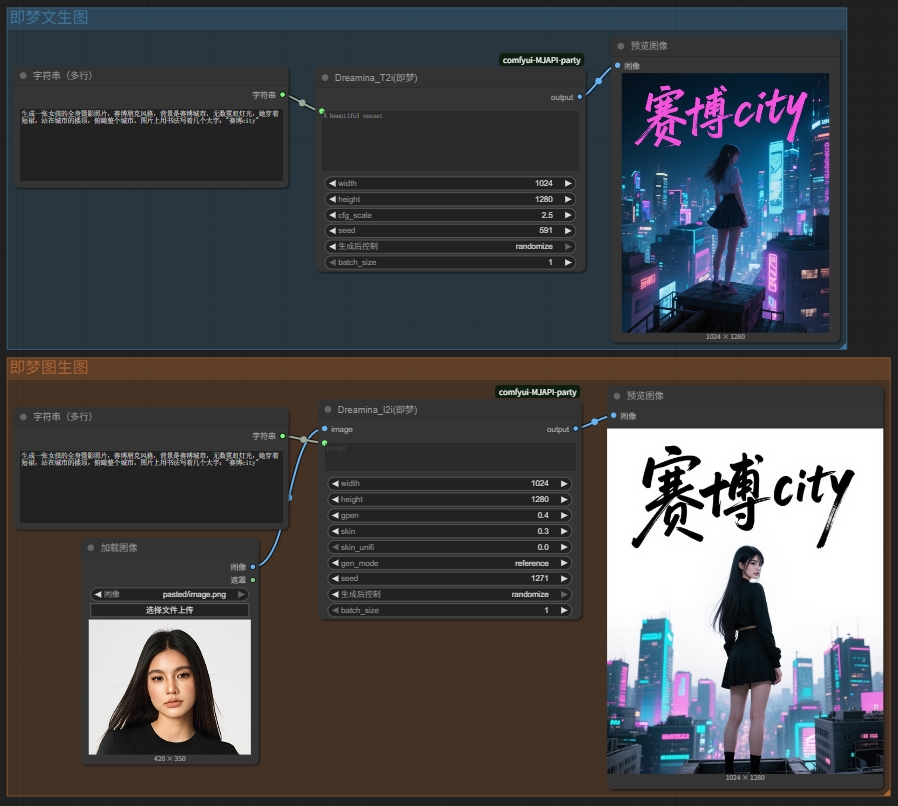 即梦文生图
字符串（多行）
字符串
生成一张女孩的全身摄影照片，赛博朋克风格，背景是赛博城市，无数霓虹灯光，她穿着
短裙，站在城市的楼顶，俯瞰整个城市，图片上用书法写着几个大字："赛博city"
comfyui-MJAPI-party
Dreamina_T2i(即梦)
output
A beautiful sunset
width 1024
height 1280
cfg_scale 2.5
seed 591
生成后控制 randomize
batch_size 1
预览图像
图像
赛博city
1024 × 1280
即梦图生图
字符串（多行）
字符串
生成一张女孩的全身摄影照片，赛博朋克风格，背景是赛博城市，无数霓虹灯光，她穿着
短裙，站在城市的楼顶，俯瞰整个城市，图片上用书法写着几个大字："赛博city"
加载图像
图像
遮罩
图像 pasted/image.png
选择文件上传
420 × 350
comfyui-MJAPI-party
Dreamina_I2i(即梦)
image
output
prompt
width 1024
height 1280
gpen 0.4
skin 0.3
skin_unifi 0.0
gen_mode reference
seed 1271
生成后控制 randomize
batch_size 1
预览图像
图像
赛博city
1024 × 1280